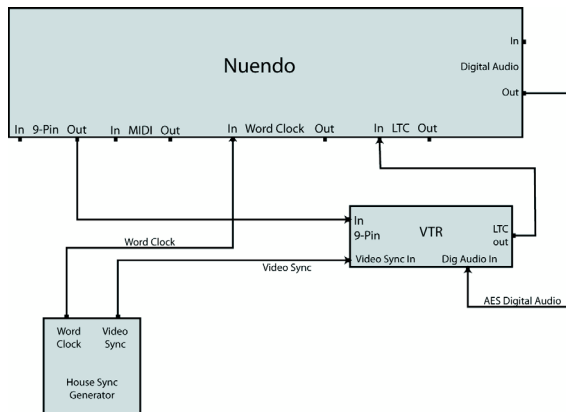 In
Nuendo
Digital Audio
Out
In 9-Pin Out In MIDI Out In Word Clock Out In LTC Out
In
9-Pin
VTR
LTC
out
Word Clock
Video Sync In
Dig Audio In
Video Sync
AES Digital Audio
Word
Clock
Video
Sync
House Sync
Generator